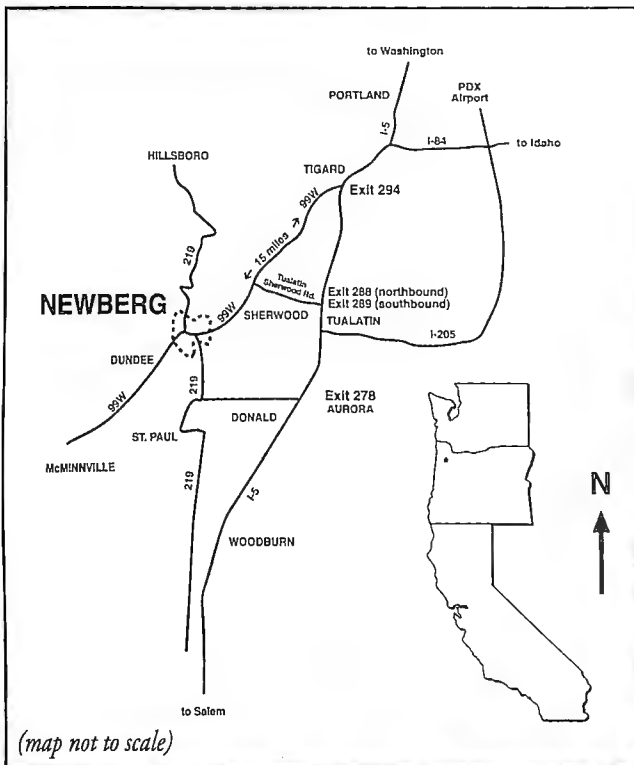 to Washington
PORTLAND
PDX
Airport
I-5
I-84
to Idaho
HILLSBORO
TIGARD
Exit 294
99W
15 miles
219
Tualatin
Sherwood Rd.
Exit 288 (northbound)
Exit 289 (southbound)
NEWBERG
99W
SHERWOOD
TUALATIN
I-205
DUNDEE
219
99W
Exit 278
AURORA
DONALD
ST. PAUL
McMINNVILLE
219
I-5
N
WOODBURN
to Salem
(map not to scale)